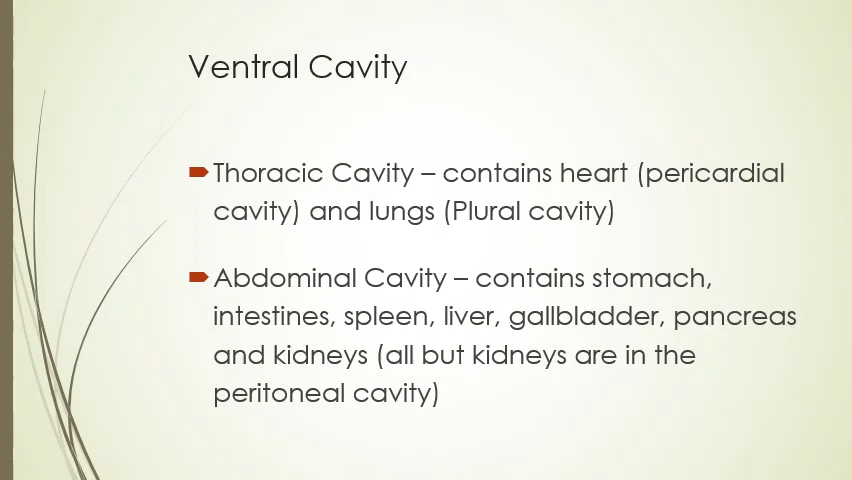 Ventral Cavity
Thoracic Cavity – contains heart (pericardial
cavity) and lungs (Plural cavity)
Abdominal Cavity – contains stomach,
intestines, spleen, liver, gallbladder, pancreas
and kidneys (all but kidneys are in the
peritoneal cavity)